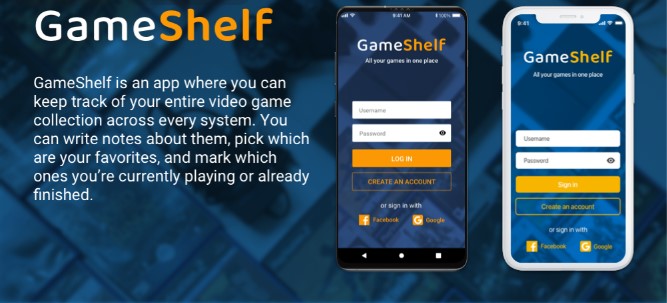 GameShelf
GameShelf is an app where you can
keep track of your entire video game
collection across every system. You
can write notes about them, pick which
are your favorites, and mark which
ones you're currently playing or already
finished.
9:41 AM
100%
GameShelf
All your games in one place
Username
Password
LOG IN
CREATE AN ACCOUNT
or sign in with
Facebook
Google
9:41
GameShelf
All your games in one place
Username
Password
Sign in
Create an account
or sign in with
Facebook
Google